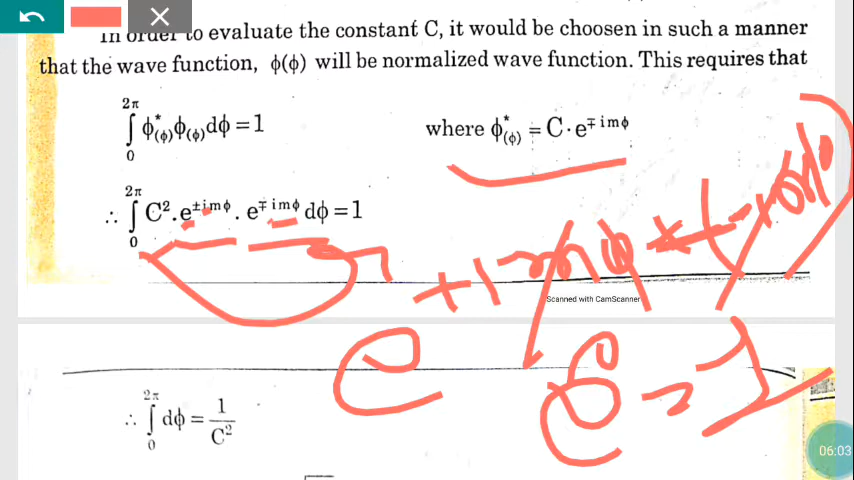 In order to evaluate the constant C, it would be choosen in such a manner
that the wave function, ϕ(ϕ) will be normalized wave function. This requires that
∫₀^{2π} ϕ*₍ϕ₎ ϕ₍ϕ₎ dϕ = 1 where ϕ*₍ϕ₎ = C · e^{∓imϕ}
∴ ∫₀^{2π} C² . e^{±imϕ} . e^{∓imϕ} dϕ = 1
Scanned with CamScanner
e e⁰ = 1
∴ ∫₀^{2π} dϕ = 1/C²
06:03